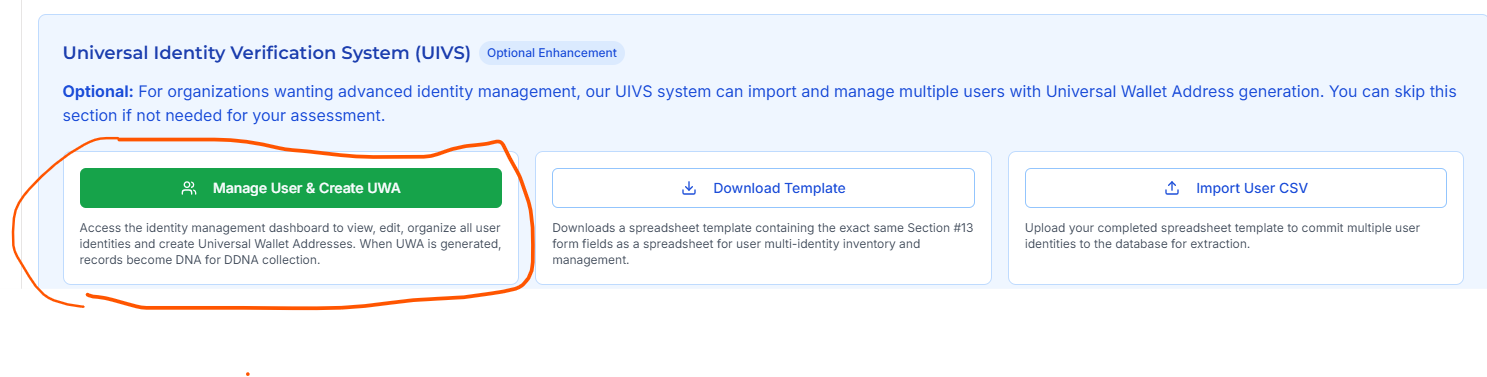 Universal Identity Verification System (UIVS) Optional Enhancement
Optional: For organizations wanting advanced identity management, our UIVS system can import and manage multiple users with Universal Wallet Address generation. You can skip this
section if not needed for your assessment.
Manage User & Create UWA
Access the identity management dashboard to view, edit, organize all user
identities and create Universal Wallet Addresses. When UWA is generated,
records become DNA for DDNA collection.
Download Template
Downloads a spreadsheet template containing the exact same Section #13
form fields as a spreadsheet for user multi-identity inventory and
management.
Import User CSV
Upload your completed spreadsheet template to commit multiple user
identities to the database for extraction.